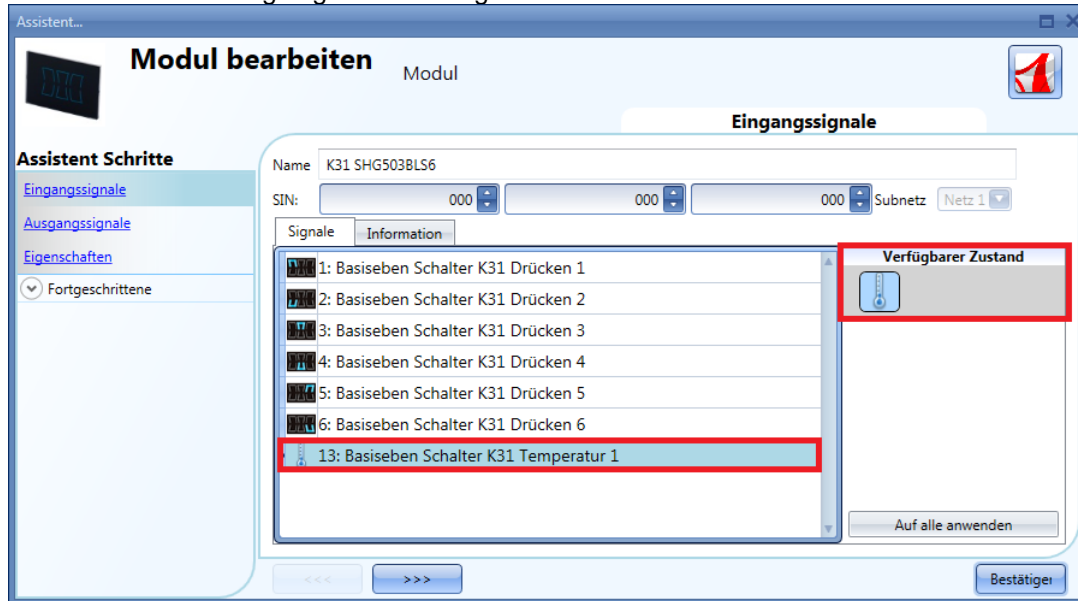 Assistent...
Modul bearbeiten
Modul
Eingangssignale
Assistent Schritte
Eingangssignale
Ausgangssignale
Eigenschaften
Fortgeschrittene
Name K31 SHG503BLS6
SIN: 000 000 000 Subnetz Netz 1
Signale Information
1: Basiseben Schalter K31 Drücken 1
2: Basiseben Schalter K31 Drücken 2
3: Basiseben Schalter K31 Drücken 3
4: Basiseben Schalter K31 Drücken 4
5: Basiseben Schalter K31 Drücken 5
6: Basiseben Schalter K31 Drücken 6
13: Basiseben Schalter K31 Temperatur 1
Verfügbarer Zustand
Auf alle anwenden
<<< >>>
Bestätiger